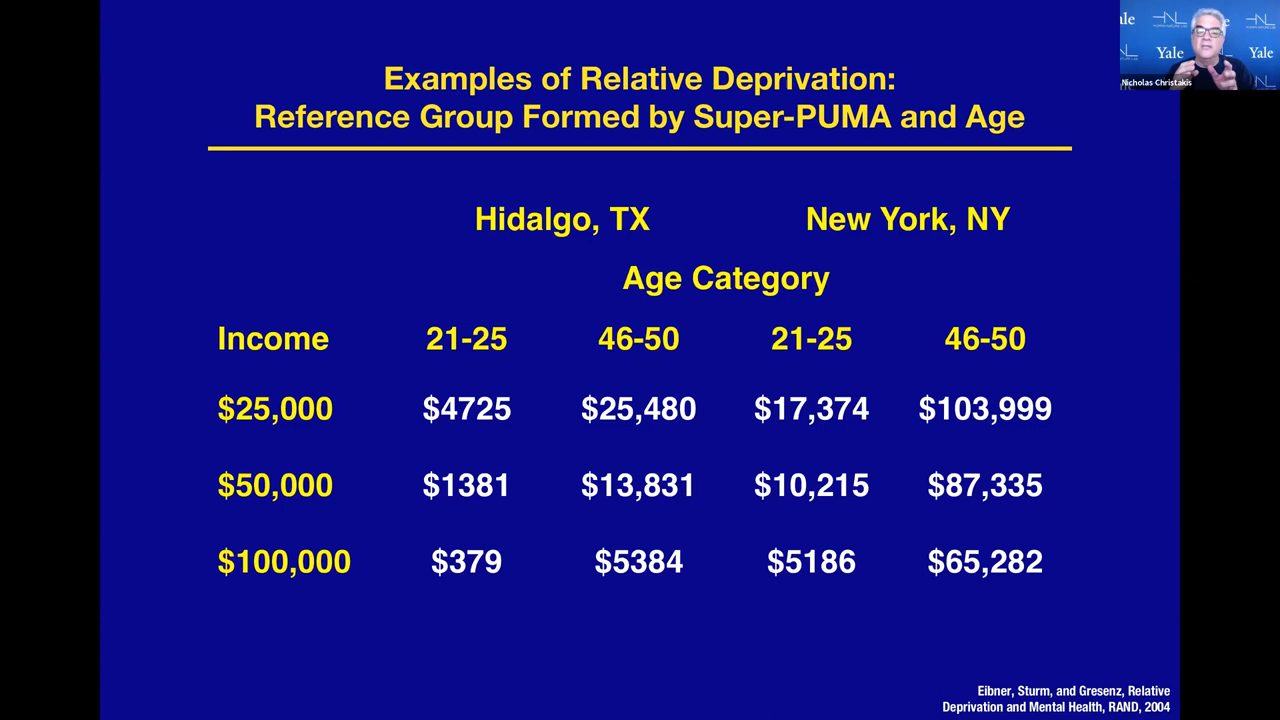 Examples of Relative Deprivation:
Reference Group Formed by Super-PUMA and Age
Hidalgo, TX New York, NY
Age Category
Income 21-25 46-50 21-25 46-50
$25,000 $4725 $25,480 $17,374 $103,999
$50,000 $1381 $13,831 $10,215 $87,335
$100,000 $379 $5384 $5186 $65,282
Eibner, Sturm, and Gresenz, Relative
Deprivation and Mental Health, RAND, 2004
Yale
Yale
Nicholas Christakis